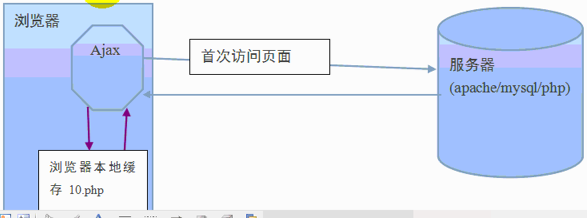 浏览器
Ajax
首次访问页面
服务器
(apache/mysql/php)
浏览器本地缓
存 10.php